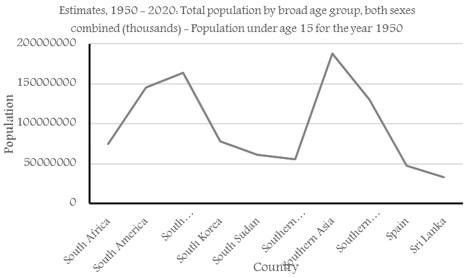 Estimates, 1950 - 2020: Total population by broad age group, both sexes
combined (thousands) - Population under age 15 for the year 1950
200000000
150000000
100000000
50000000
0
Population
South Africa
South America
South...
South Korea
South Sudan
Southern...
Southern Asia
Southern...
Spain
Sri Lanka
Country